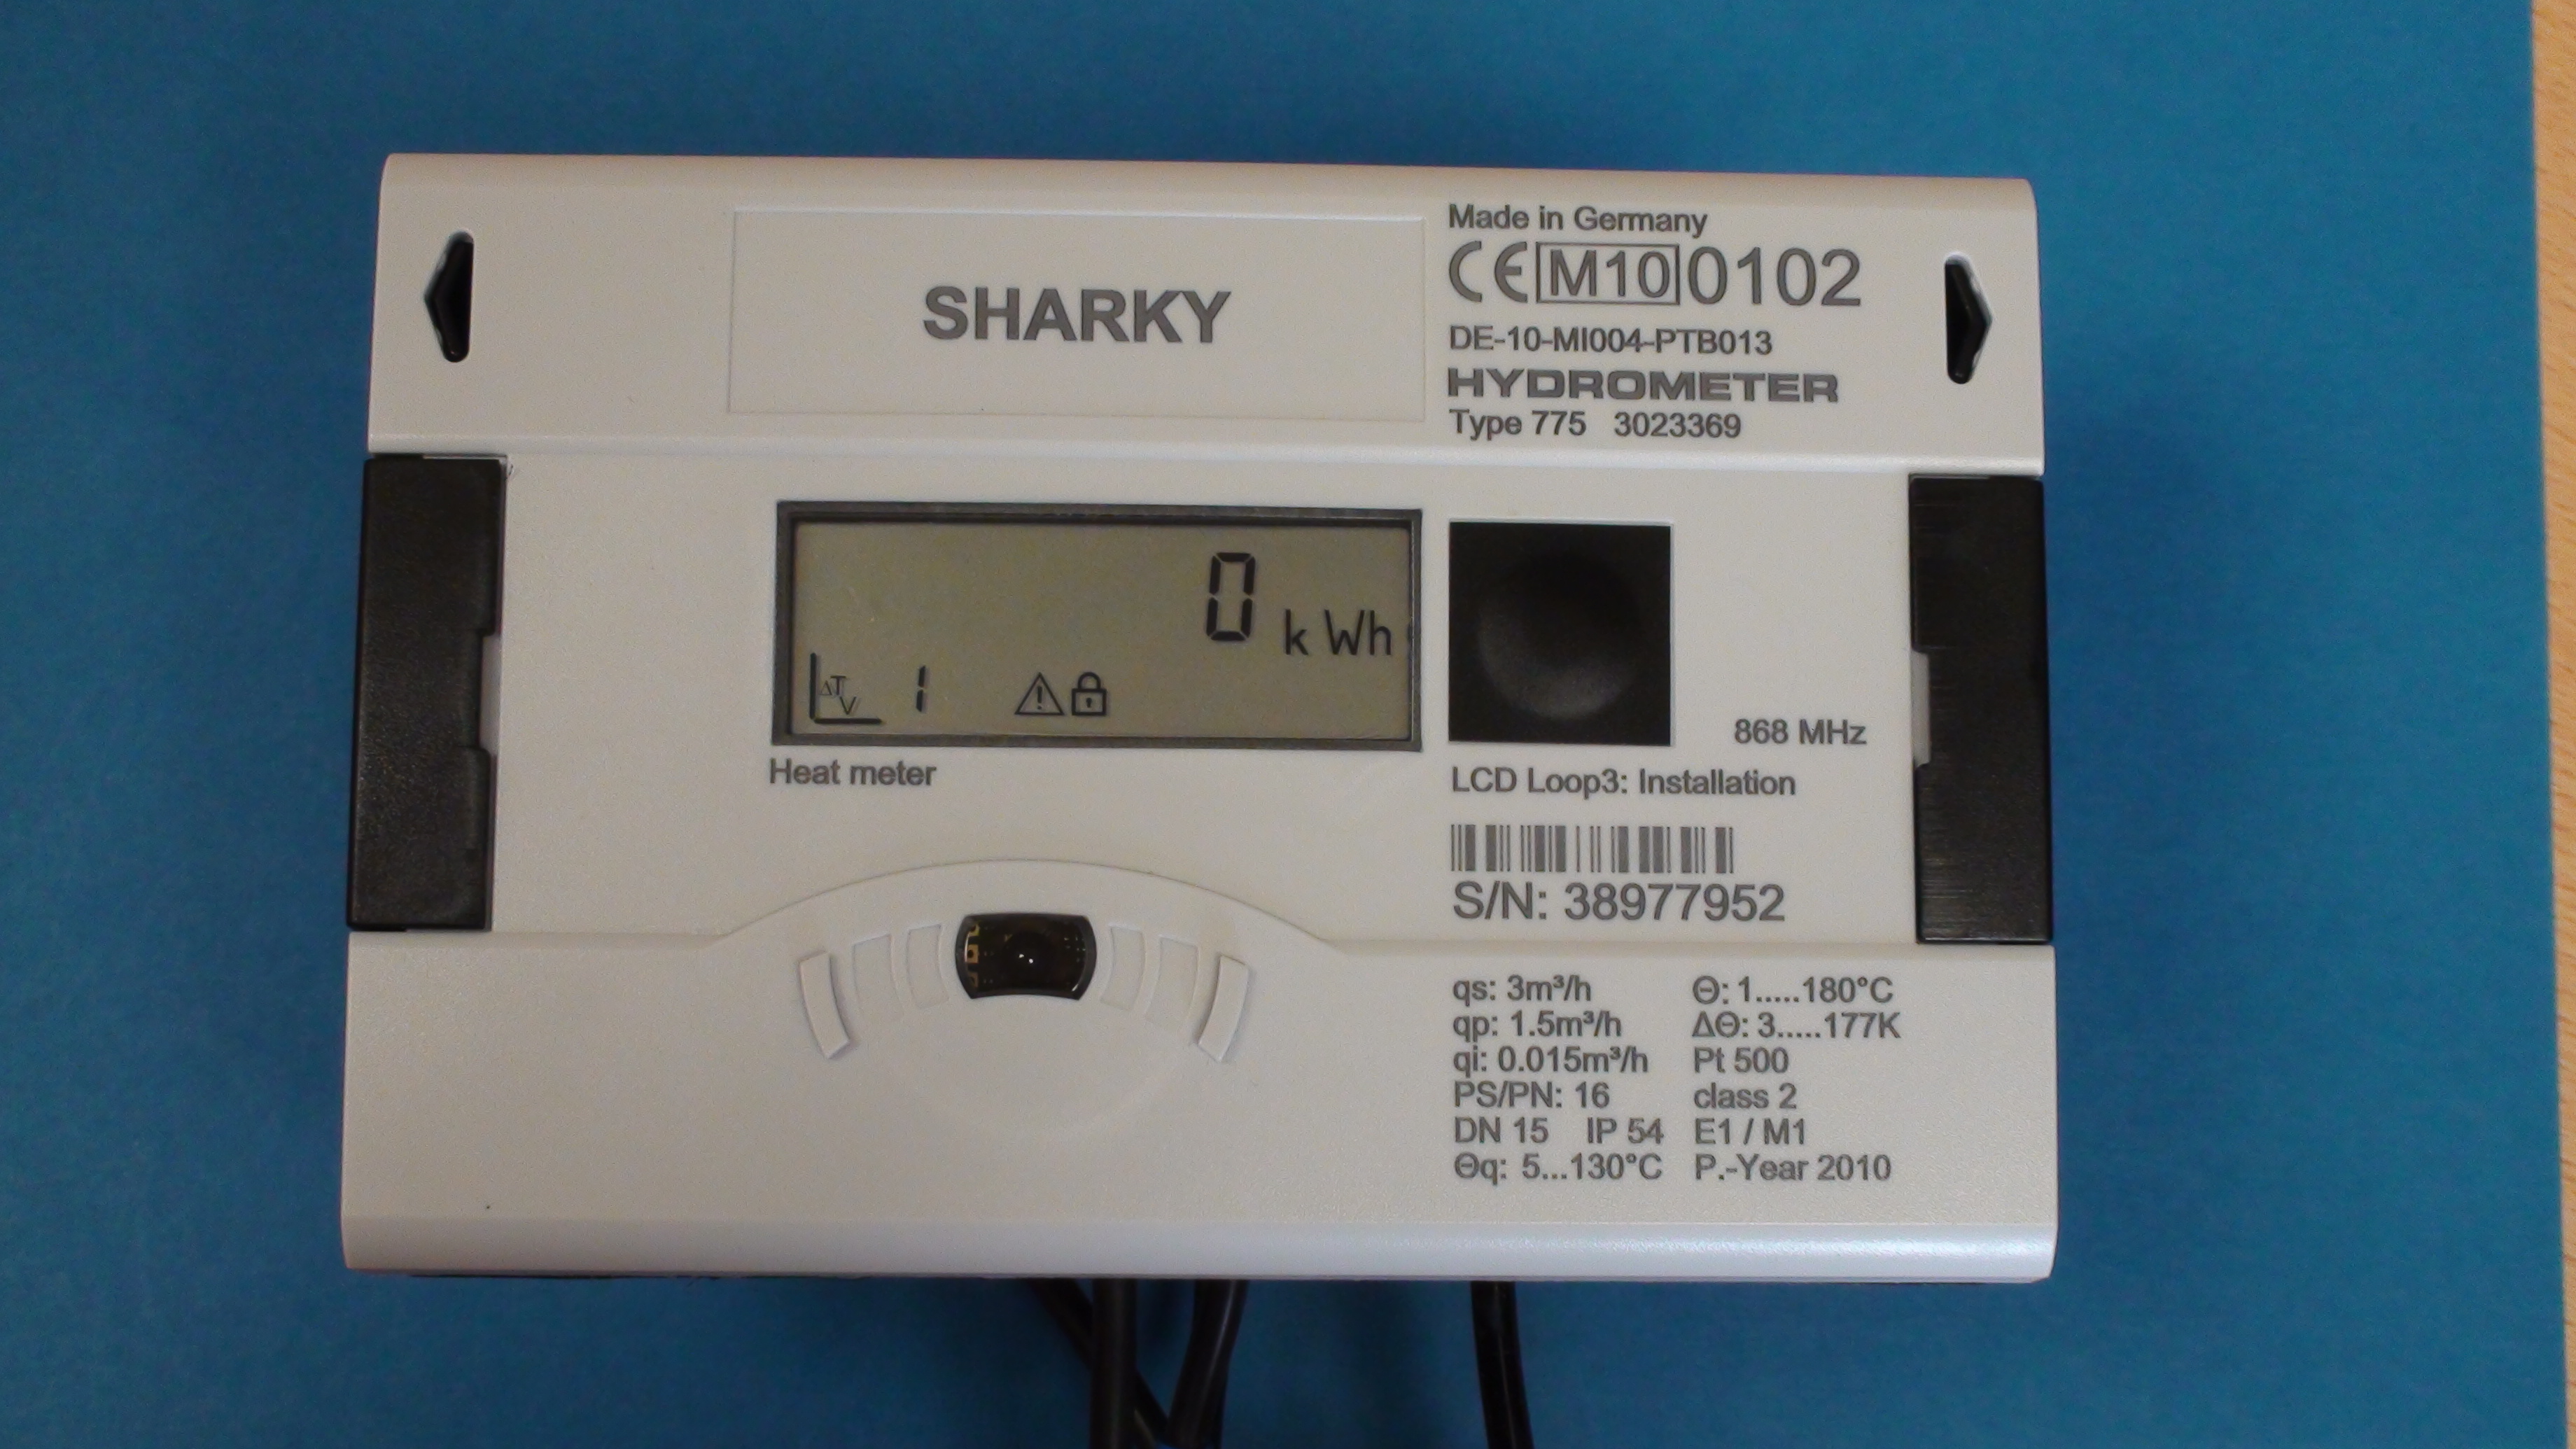 SHARKY
Made in Germany
CE M10 0102
DE-10-MI004-PTB013
HYDROMETER
Type 775 3023369
0 kWh
ΔT V 1
Heat meter
868 MHz
LCD Loop3: Installation
S/N: 38977952
qs: 3m³/h Θ: 1.....180°C
qp: 1.5m³/h ΔΘ: 3.....177K
qi: 0.015m³/h Pt 500
PS/PN: 16 class 2
DN 15 IP 54 E1 / M1
Θq: 5...130°C P.-Year 2010